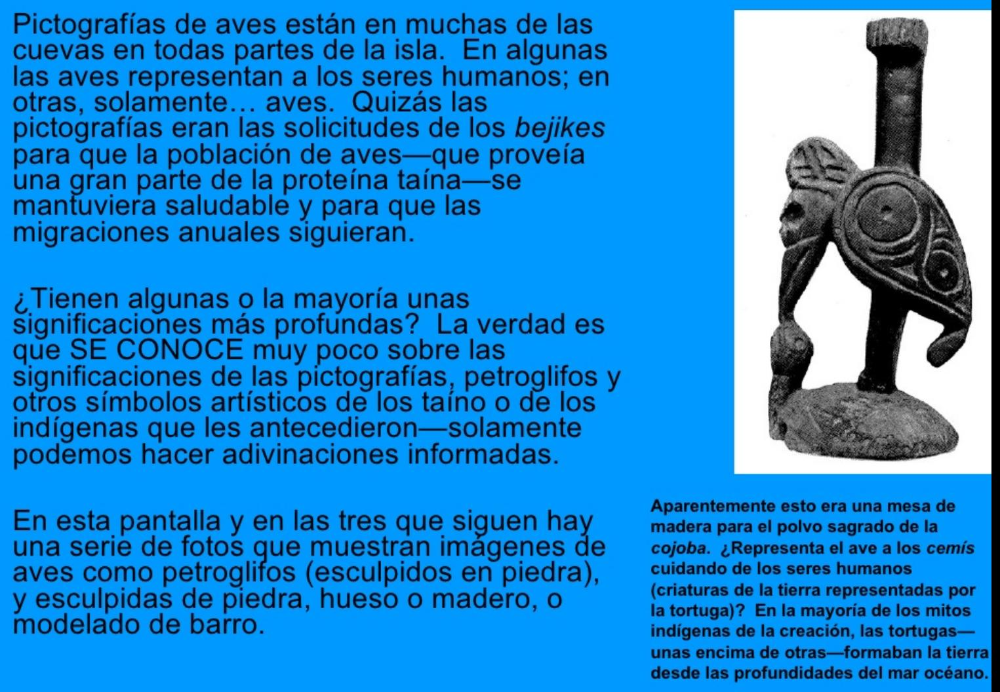 Pictografías de aves están en muchas de las
cuevas en todas partes de la isla.  En algunas
las aves representan a los seres humanos; en
otras, solamente… aves.  Quizás las
pictografías eran las solicitudes de los bejikes
para que la población de aves—que proveía
una gran parte de la proteína taína—se
mantuviera saludable y para que las
migraciones anuales siguieran.
¿Tienen algunas o la mayoría unas
significaciones más profundas?  La verdad es
que SE CONOCE muy poco sobre las
significaciones de las pictografías, petroglifos y
otros símbolos artísticos de los taíno o de los
indígenas que les antecedieron—solamente
podemos hacer adivinaciones informadas.
En esta pantalla y en las tres que siguen hay
una serie de fotos que muestran imágenes de
aves como petroglifos (esculpidos en piedra),
y esculpidas de piedra, hueso o madero, o
modelado de barro.
Aparentemente esto era una mesa de
madera para el polvo sagrado de la
cojoba.  ¿Representa el ave a los cemís
cuidando de los seres humanos
(criaturas de la tierra representadas por
la tortuga)?  En la mayoría de los mitos
indígenas de la creación, las tortugas—
unas encima de otras—formaban la tierra
desde las profundidades del mar océano.